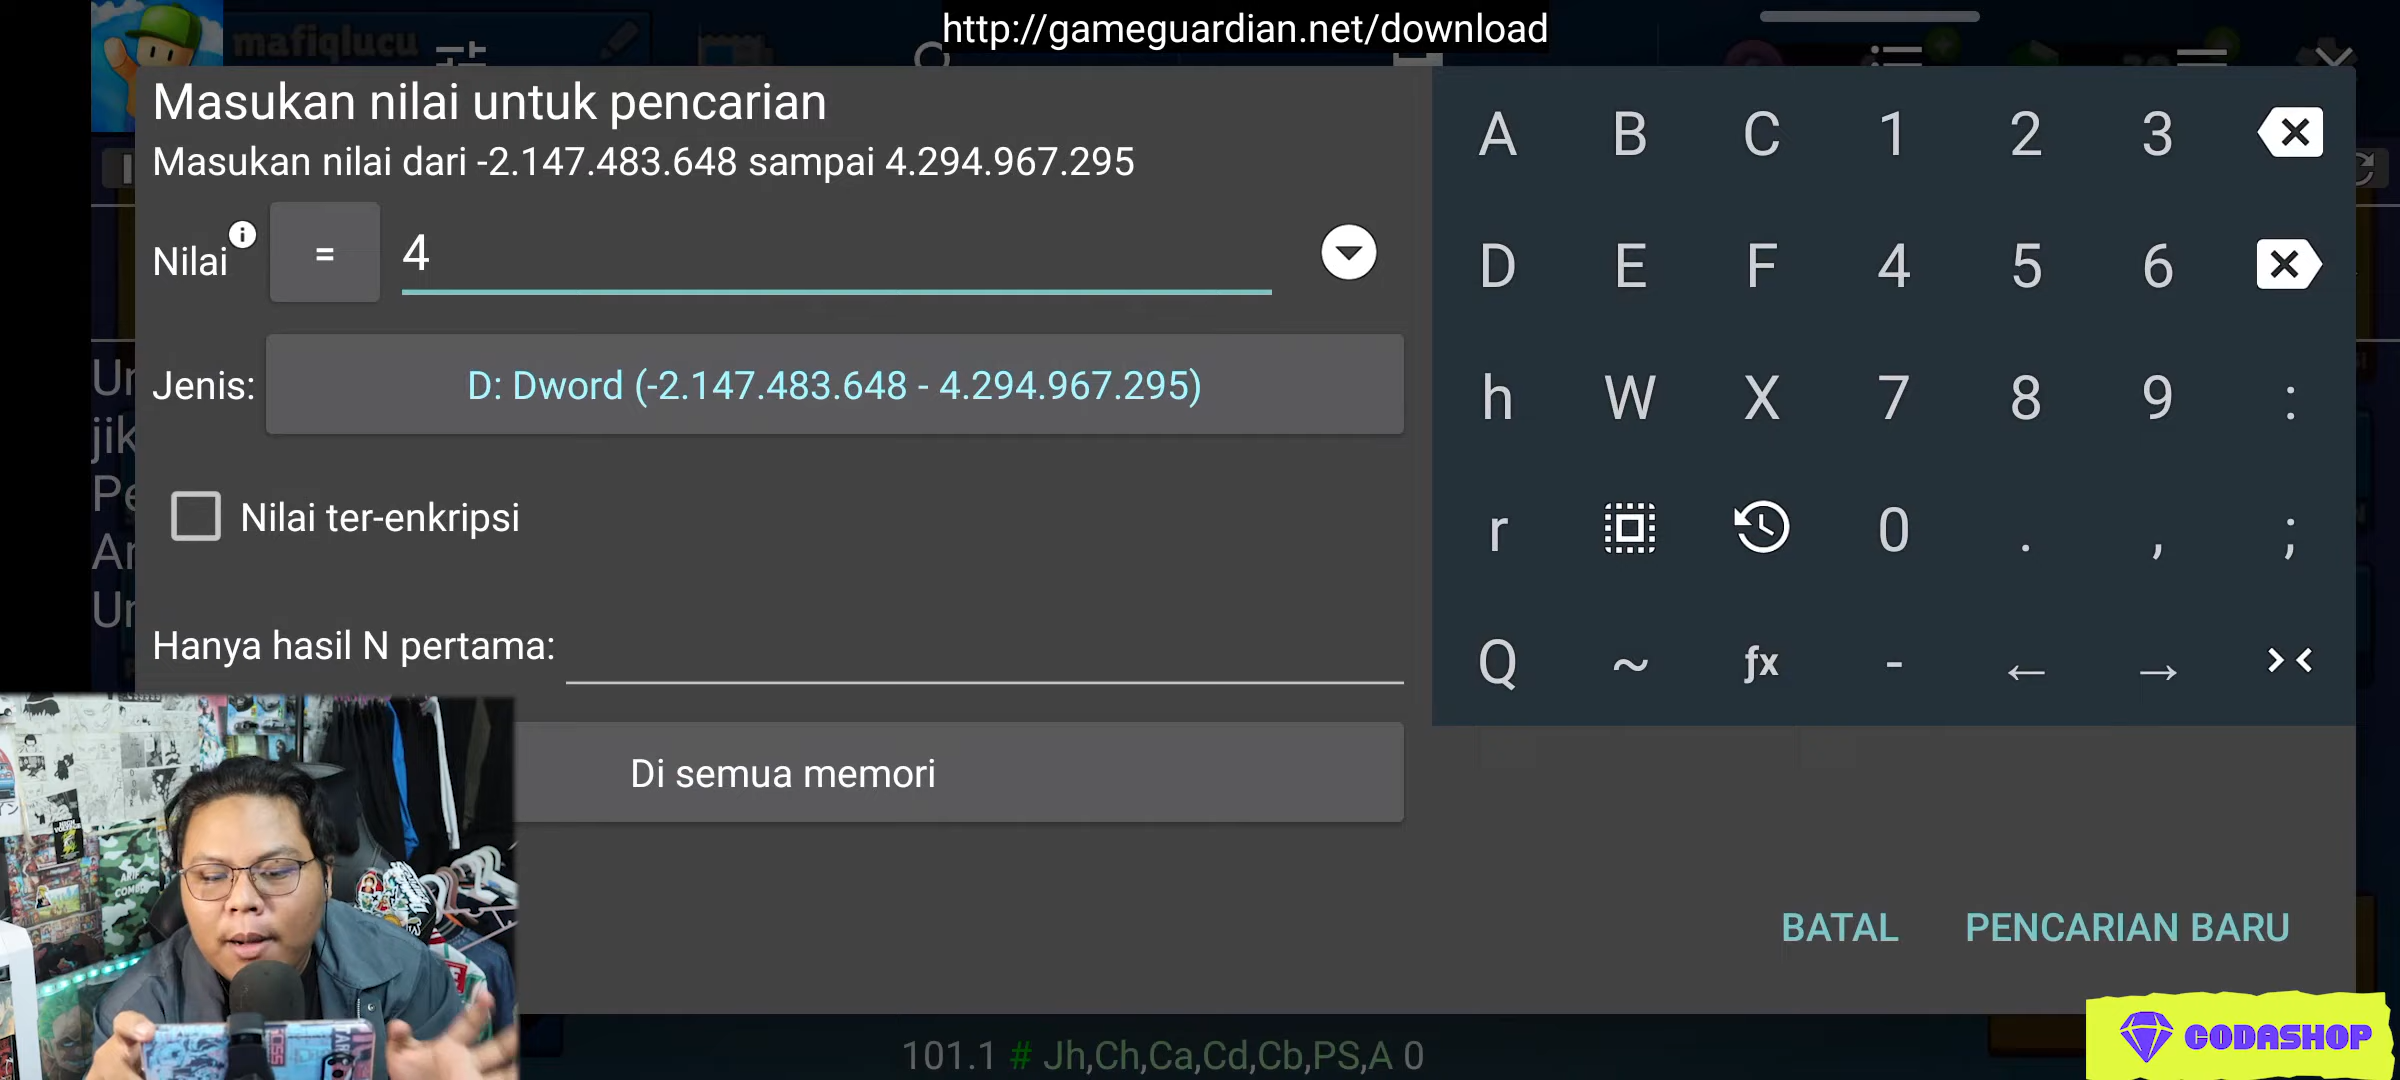 http://gameguardian.net/download
mafiqlucu
Masukan nilai untuk pencarian
Masukan nilai dari -2.147.483.648 sampai 4.294.967.295
Nilai i = 4
Jenis: D: Dword (-2.147.483.648 - 4.294.967.295)
Nilai ter-enkripsi
Hanya hasil N pertama:
Di semua memori
A B C 1 2 3
D E F 4 5 6
h W X 7 8 9 :
r 0 . , ;
Q ~ ƒx - ← → ><
BATAL PENCARIAN BARU
101.1 # Jh,Ch,Ca,Cd,Cb,PS,A 0
CODASHOP